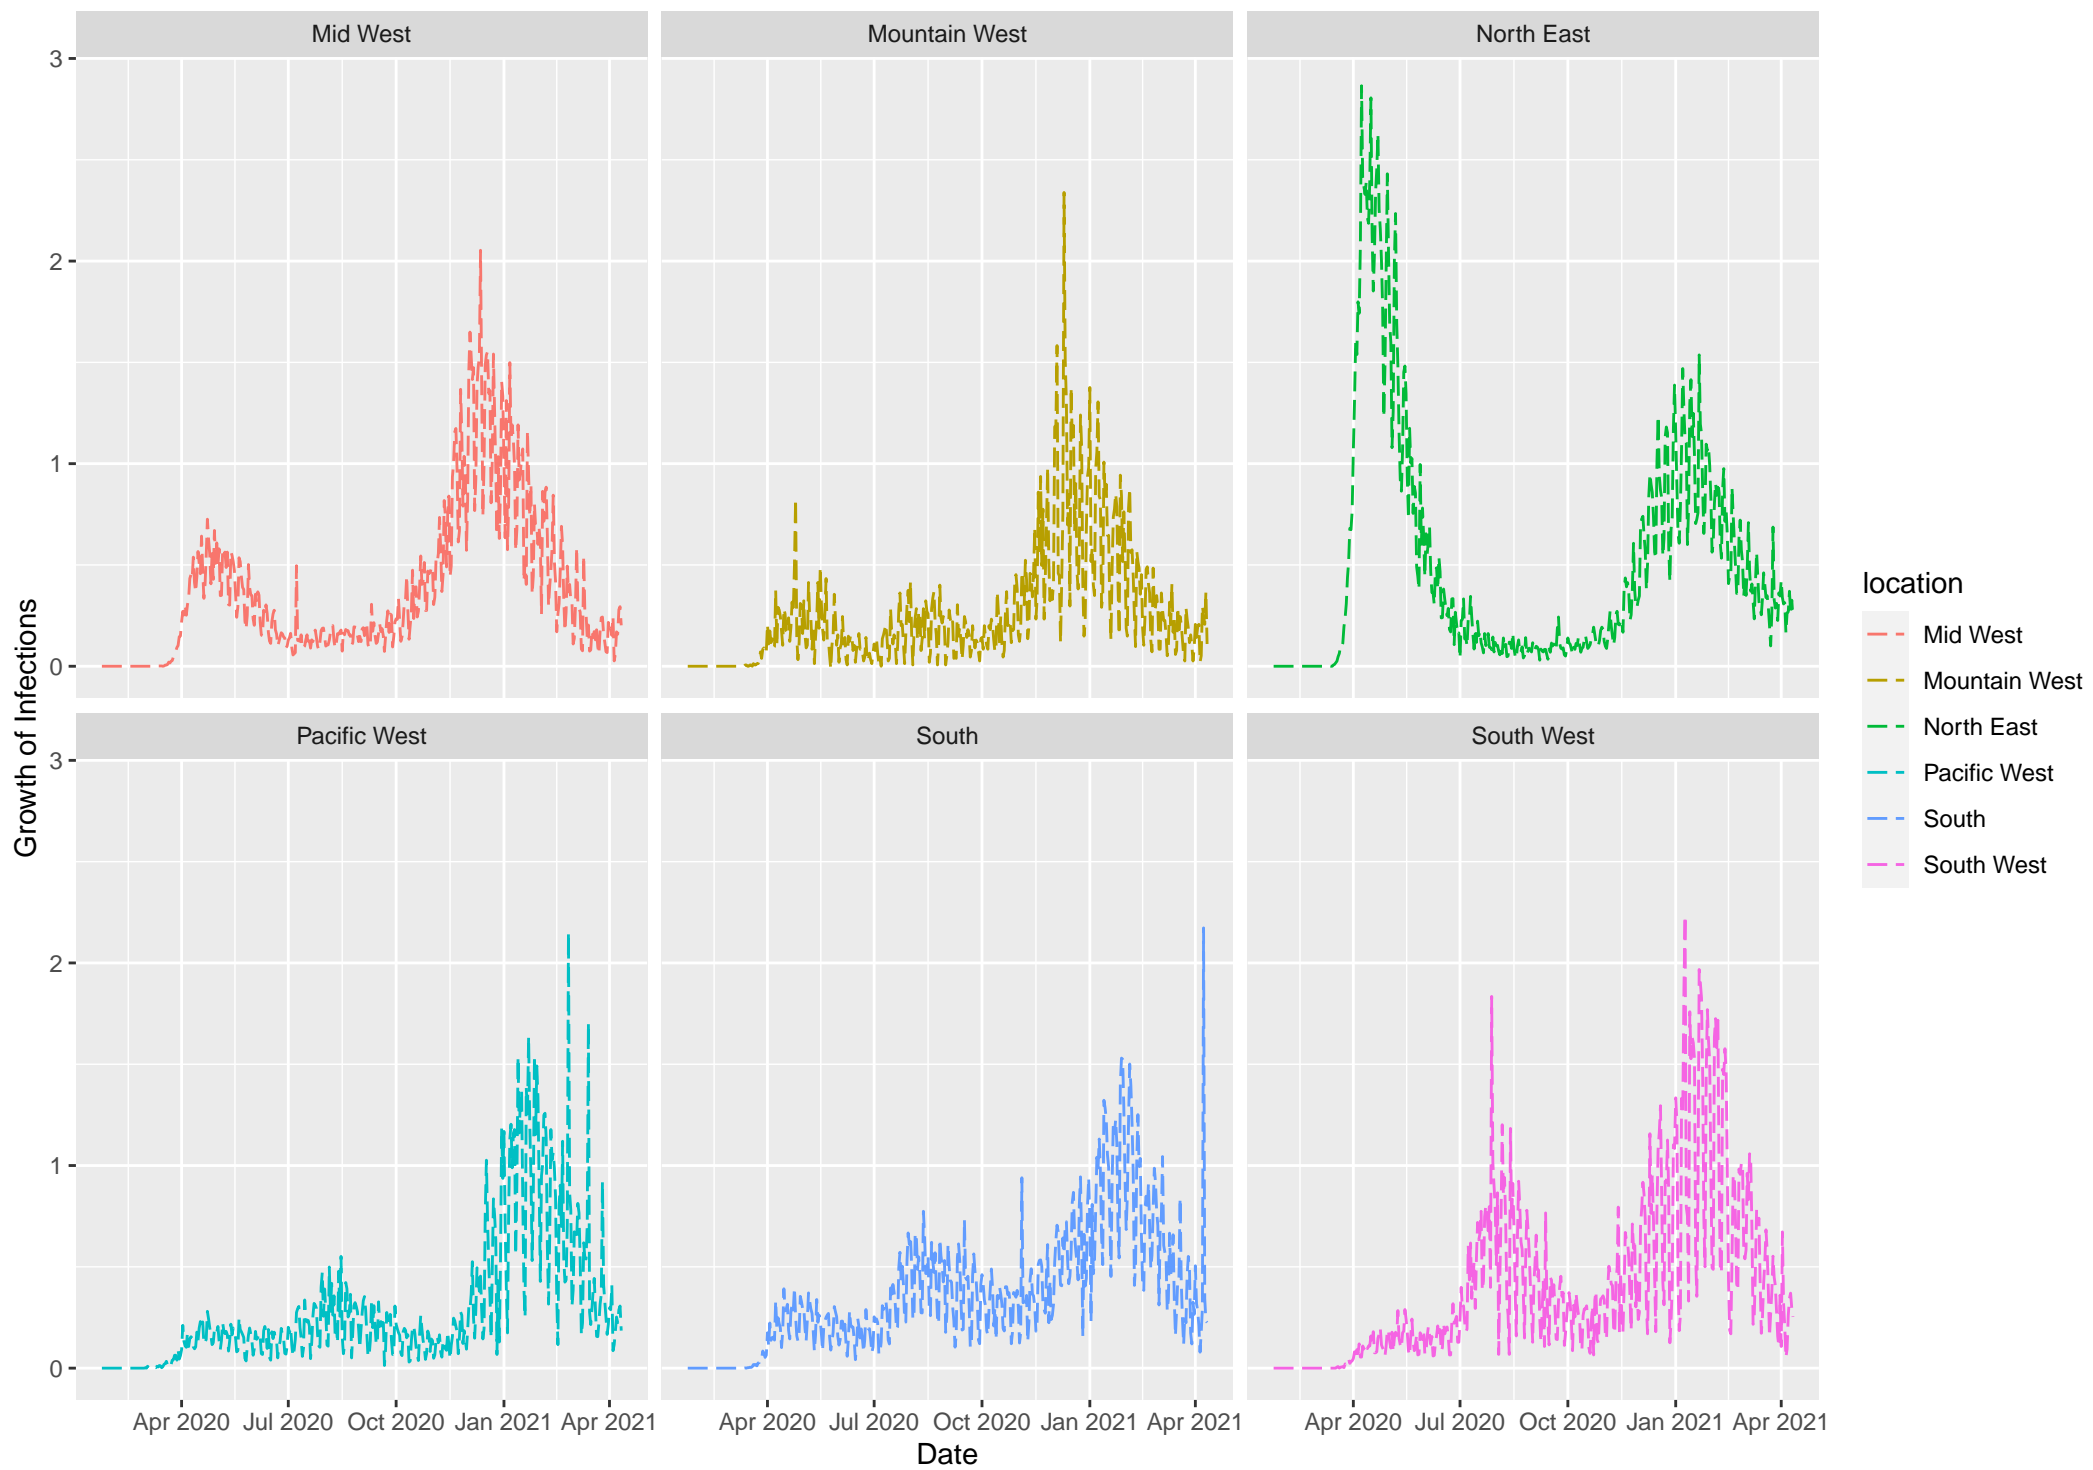 Mid West
Mountain West
North East
3
2
1
0
Pacific West
South
South West
3
2
1
0
Apr 2020 Jul 2020 Oct 2020 Jan 2021 Apr 2021
Apr 2020 Jul 2020 Oct 2020 Jan 2021 Apr 2021
Apr 2020 Jul 2020 Oct 2020 Jan 2021 Apr 2021
Date
Growth of Infections
location
Mid West
Mountain West
North East
Pacific West
South
South West